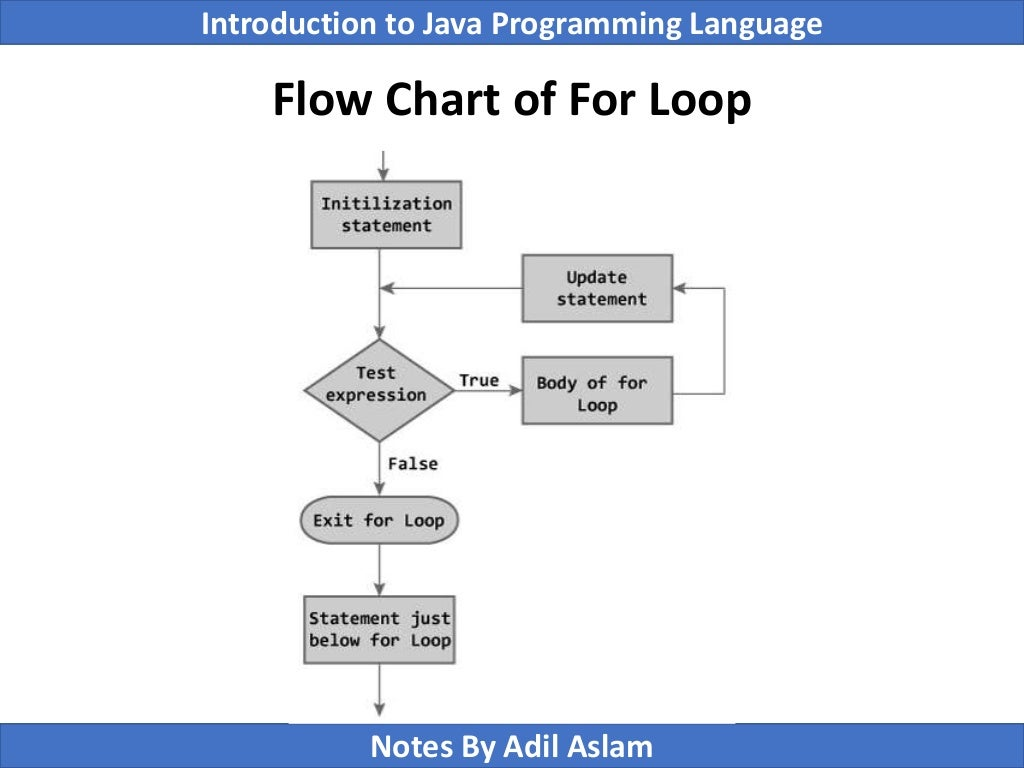 Introduction to Java Programming Language
Flow Chart of For Loop
Initilization
statement
Update
statement
Test
expression
True
Body of for
Loop
False
Exit for Loop
Statement just
below for Loop
Notes By Adil Aslam